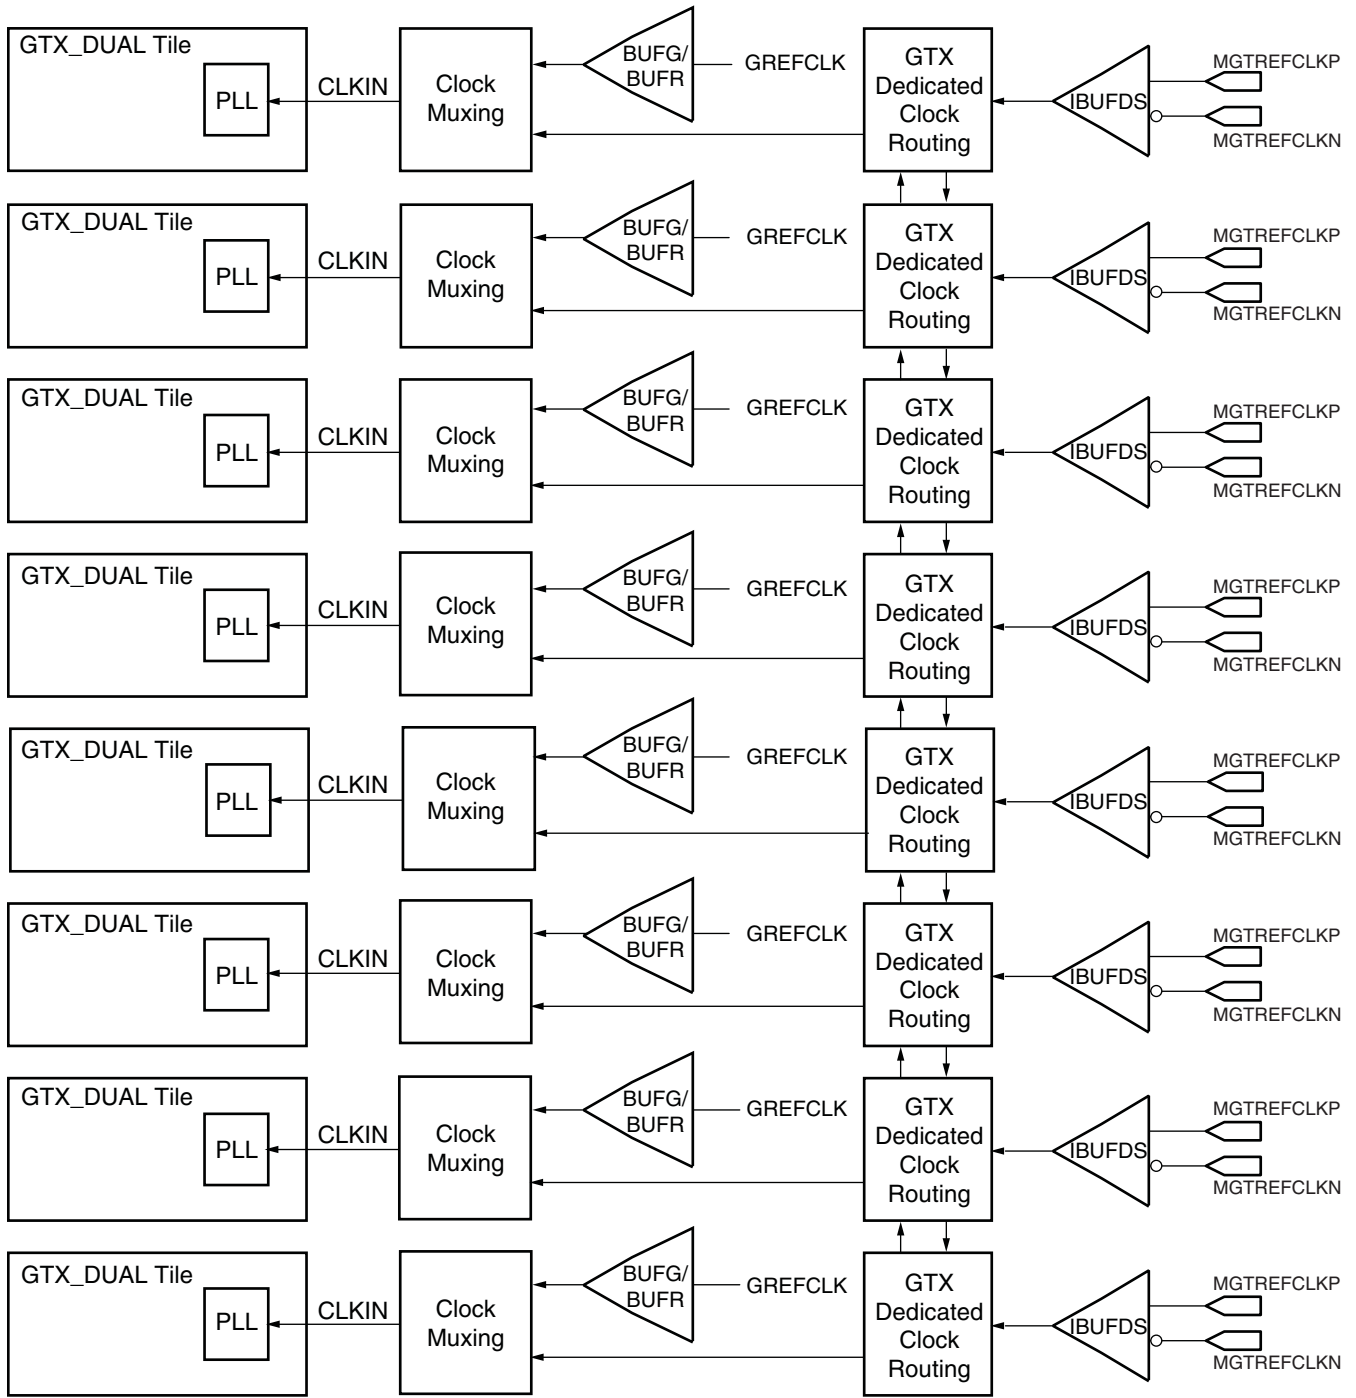 GTX_DUAL Tile
PLL
CLKIN
Clock
Muxing
BUFG/
BUFR
GREFCLK
GTX
Dedicated
Clock
Routing
IBUFDS
MGTREFCLKP
MGTREFCLKN
GTX_DUAL Tile
PLL
CLKIN
Clock
Muxing
BUFG/
BUFR
GREFCLK
GTX
Dedicated
Clock
Routing
IBUFDS
MGTREFCLKP
MGTREFCLKN
GTX_DUAL Tile
PLL
CLKIN
Clock
Muxing
BUFG/
BUFR
GREFCLK
GTX
Dedicated
Clock
Routing
IBUFDS
MGTREFCLKP
MGTREFCLKN
GTX_DUAL Tile
PLL
CLKIN
Clock
Muxing
BUFG/
BUFR
GREFCLK
GTX
Dedicated
Clock
Routing
IBUFDS
MGTREFCLKP
MGTREFCLKN
GTX_DUAL Tile
PLL
CLKIN
Clock
Muxing
BUFG/
BUFR
GREFCLK
GTX
Dedicated
Clock
Routing
IBUFDS
MGTREFCLKP
MGTREFCLKN
GTX_DUAL Tile
PLL
CLKIN
Clock
Muxing
BUFG/
BUFR
GREFCLK
GTX
Dedicated
Clock
Routing
IBUFDS
MGTREFCLKP
MGTREFCLKN
GTX_DUAL Tile
PLL
CLKIN
Clock
Muxing
BUFG/
BUFR
GREFCLK
GTX
Dedicated
Clock
Routing
IBUFDS
MGTREFCLKP
MGTREFCLKN
GTX_DUAL Tile
PLL
CLKIN
Clock
Muxing
BUFG/
BUFR
GREFCLK
GTX
Dedicated
Clock
Routing
IBUFDS
MGTREFCLKP
MGTREFCLKN